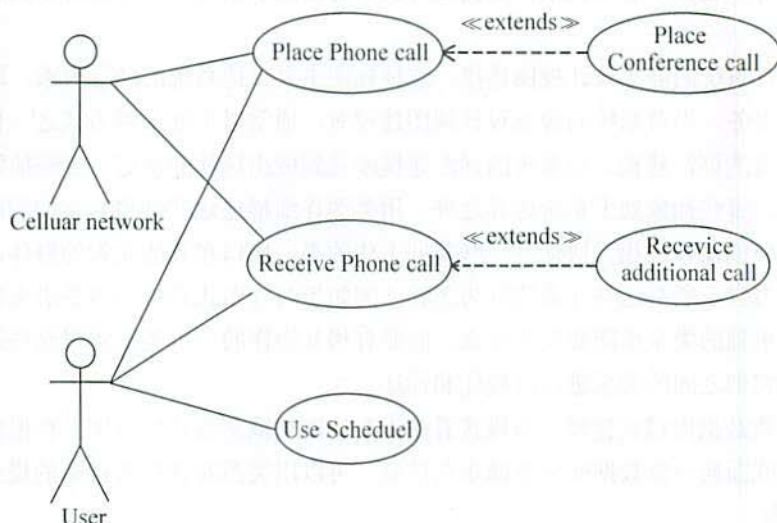 ≪extends≫
Place Phone call
Place
Conference call
Celluar network
≪extends≫
Receive Phone call
Recevice
additional call
Use Scheduel
User